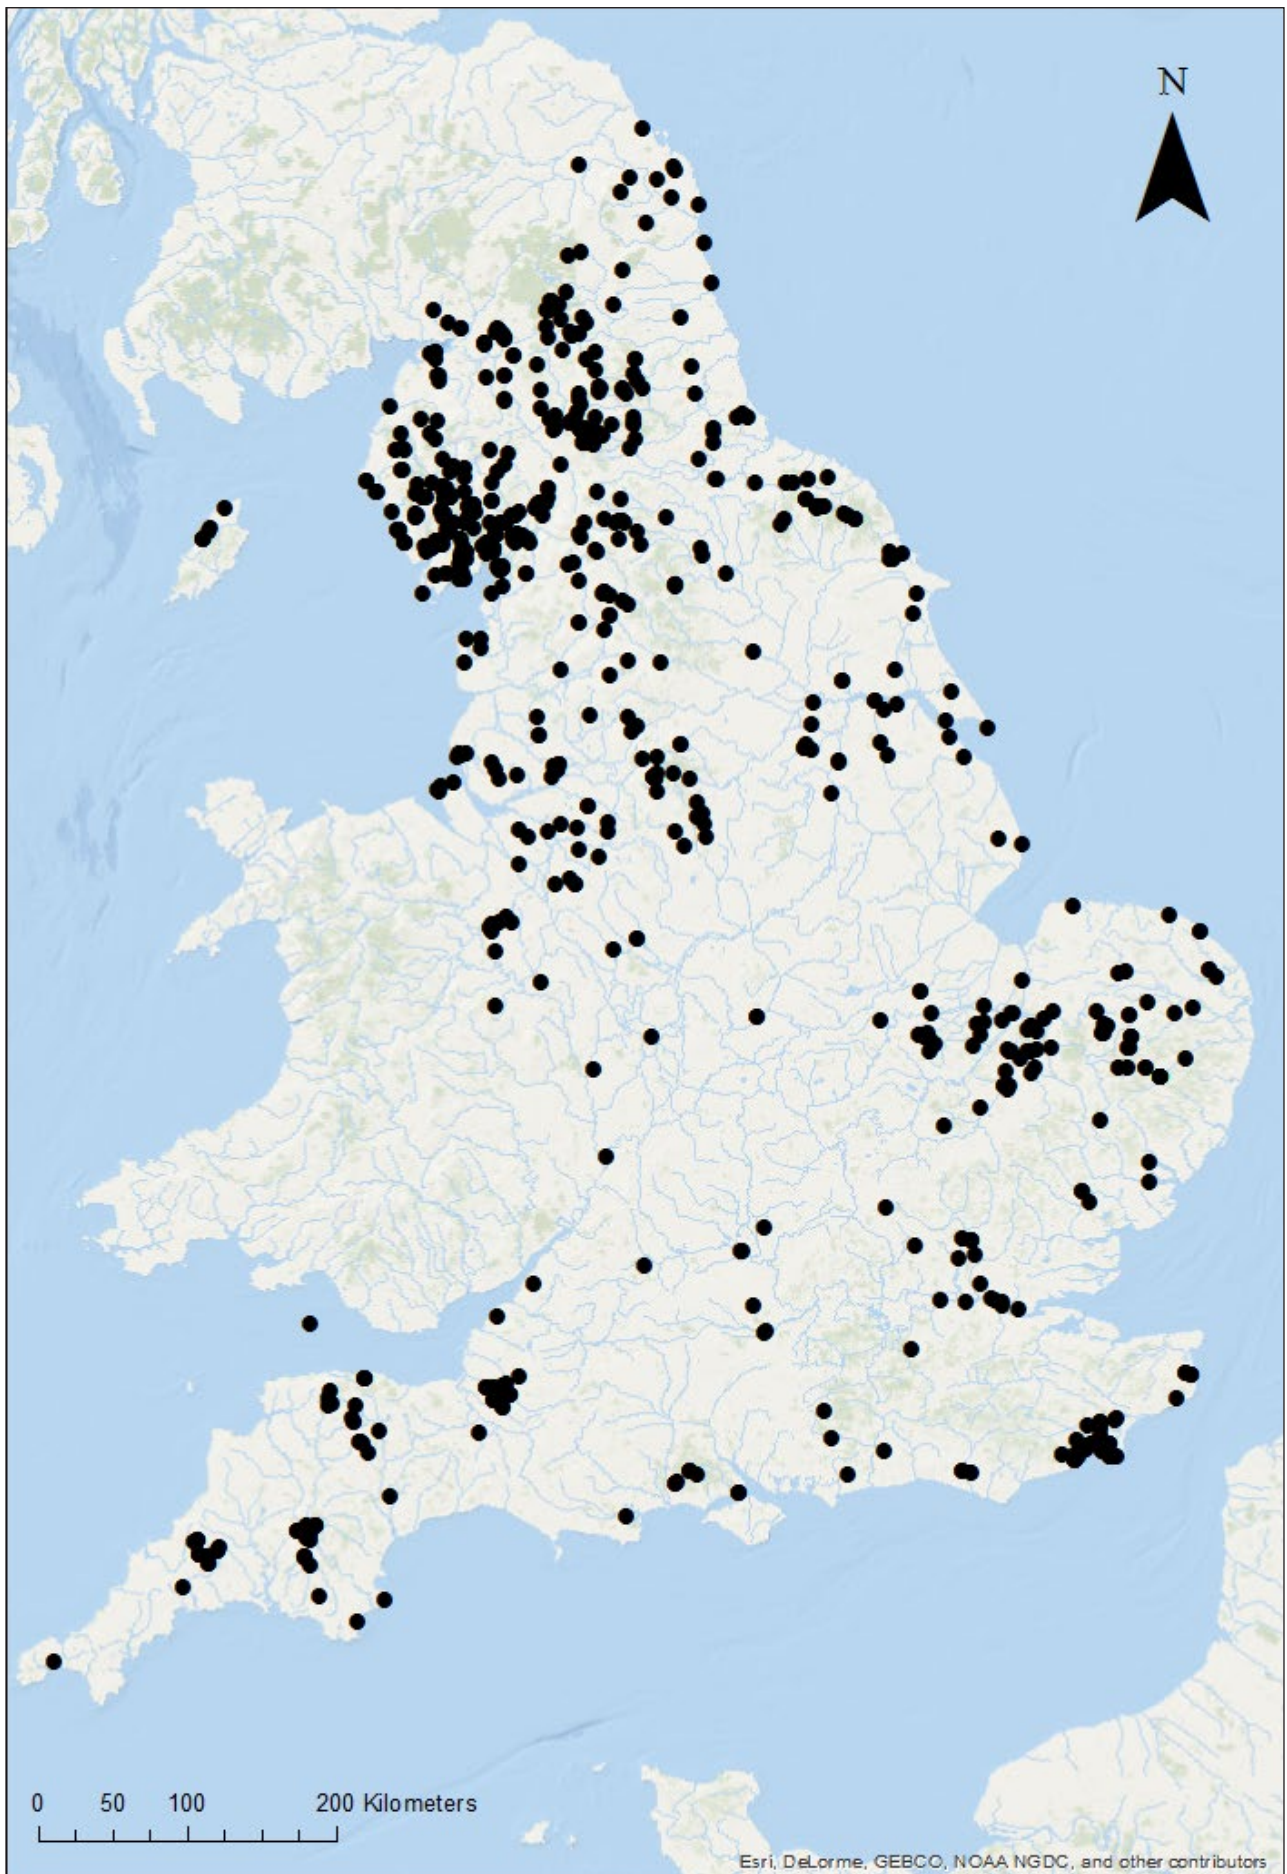 N
0 50 100 200 Kilometers
Esri, DeLorme, GEBCO, NOAA NGDC, and other contributors